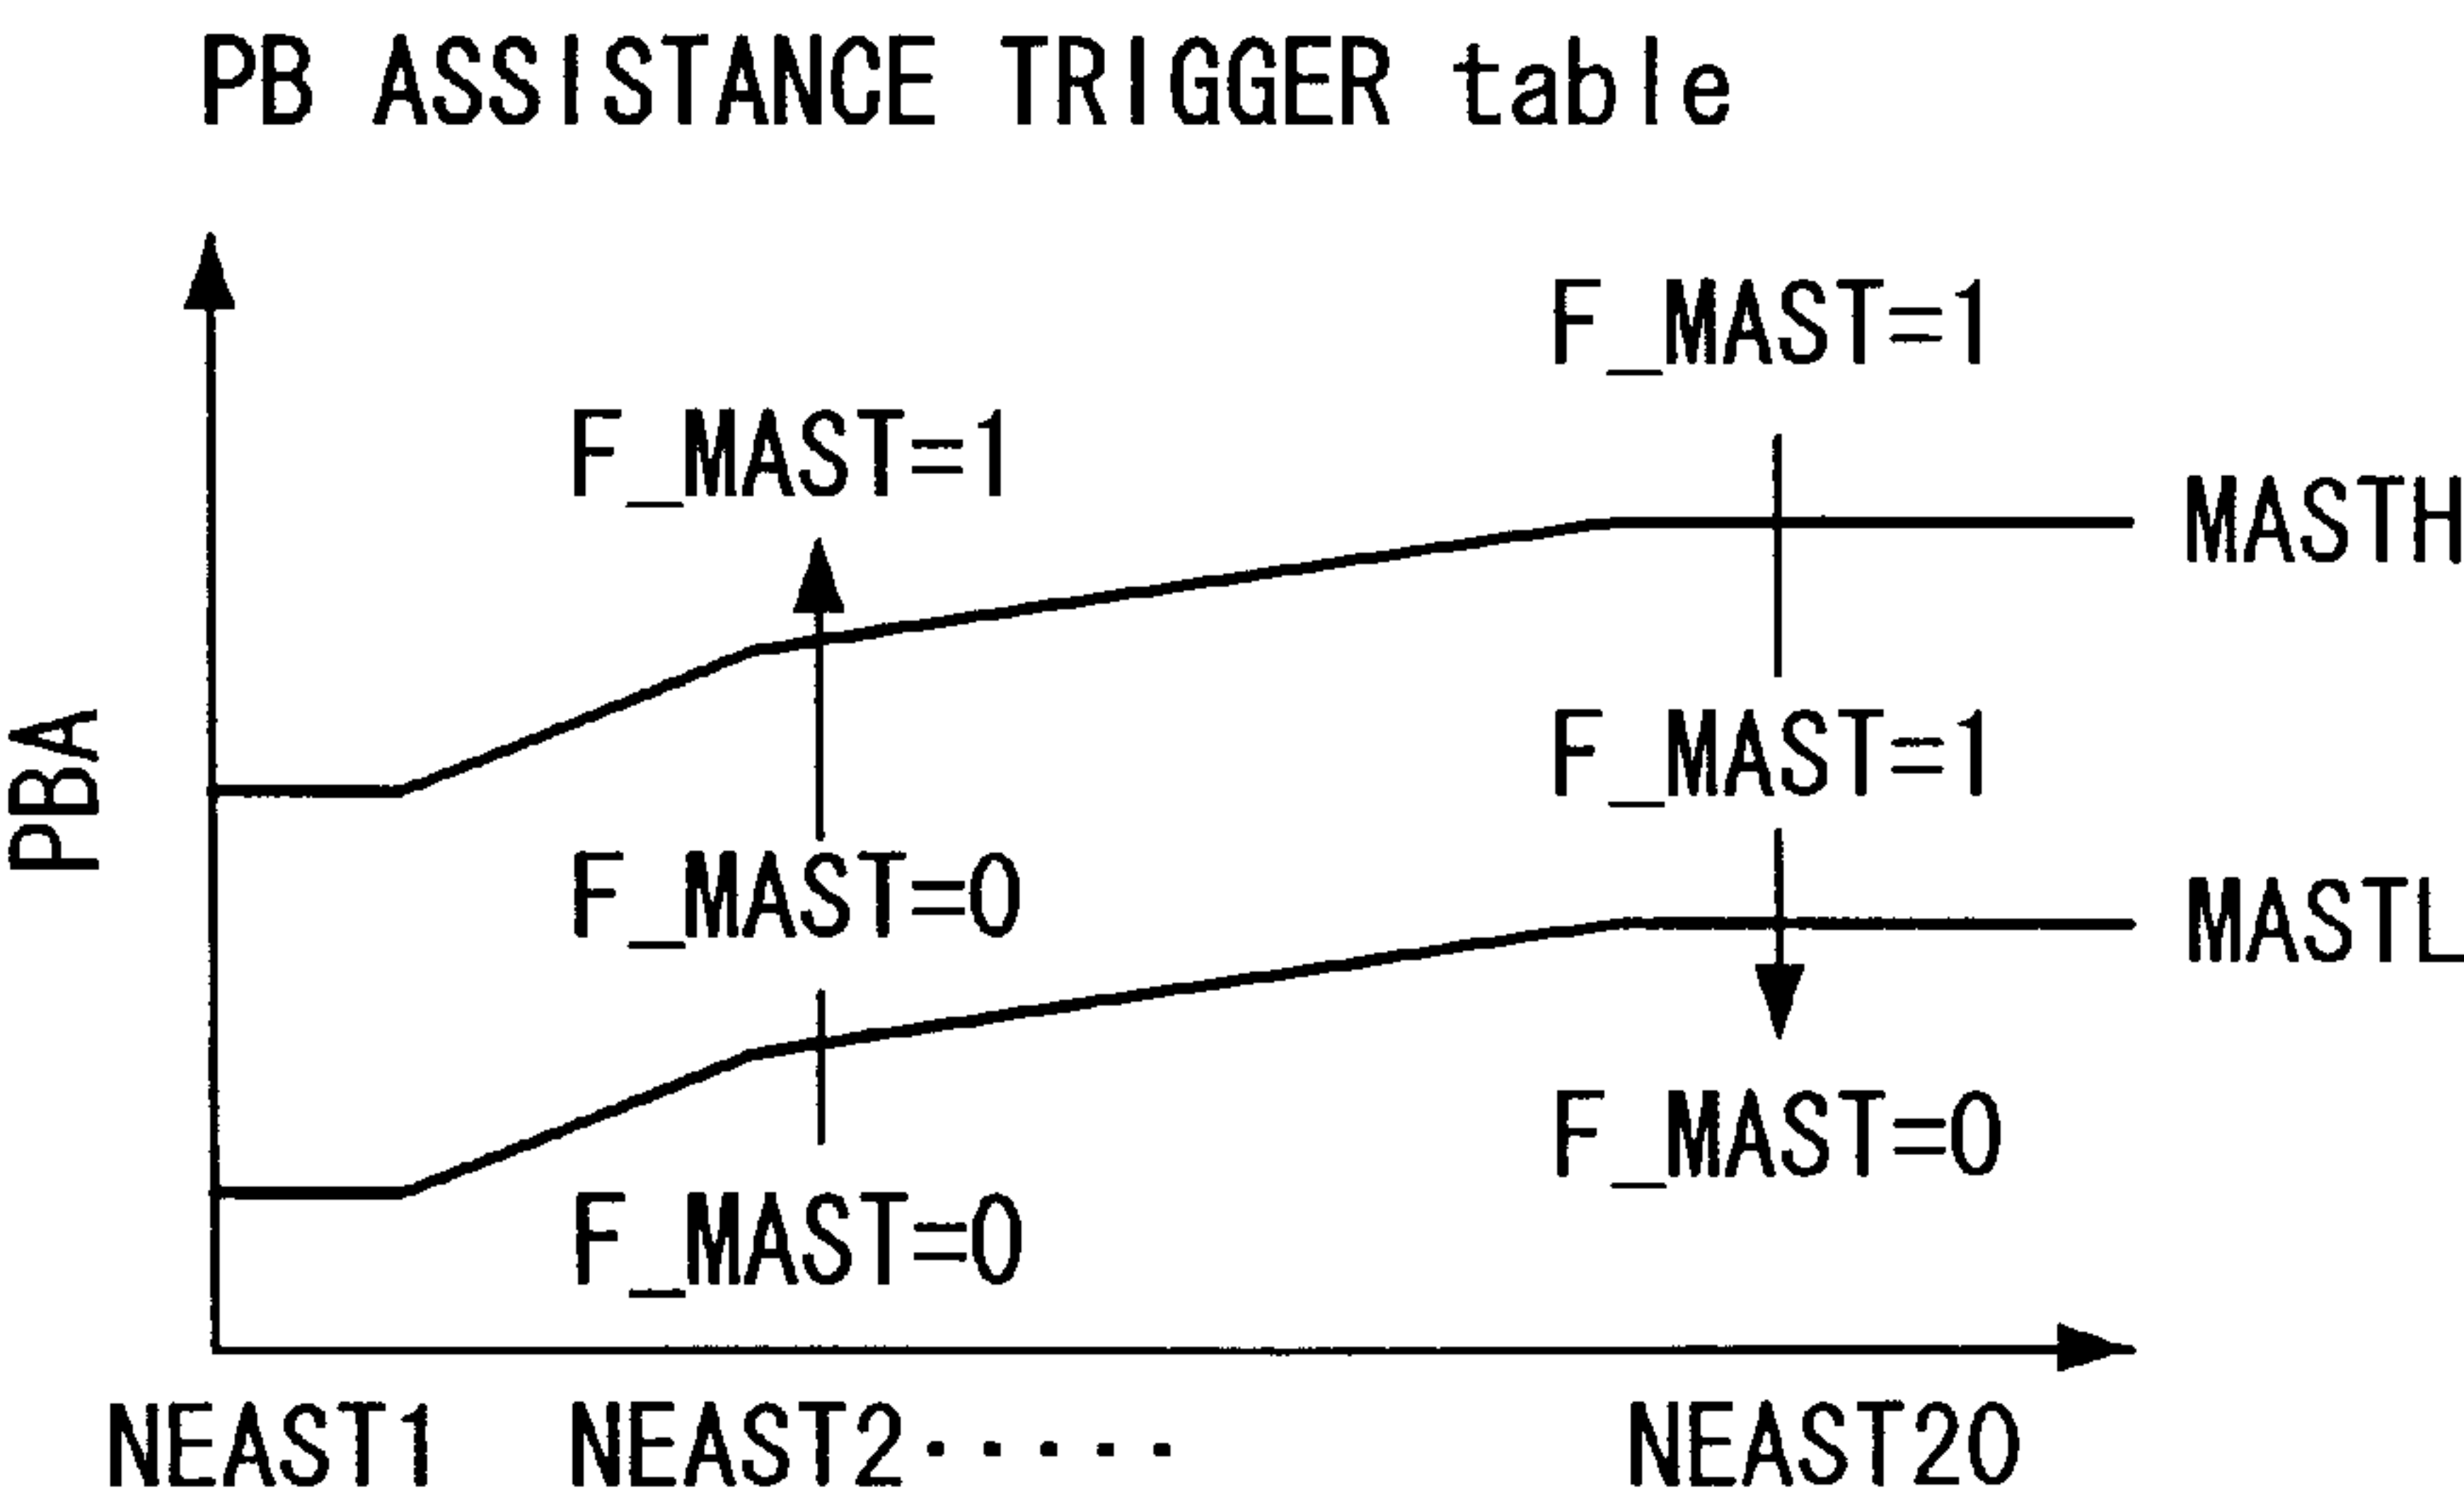 PB ASSISTANCE TRIGGER table
F_MAST=1
F_MAST=1
MASTH
PBA
F_MAST=1
F_MAST=0
MASTL
F_MAST=0
F_MAST=0
NEAST1 NEAST2····· NEAST20